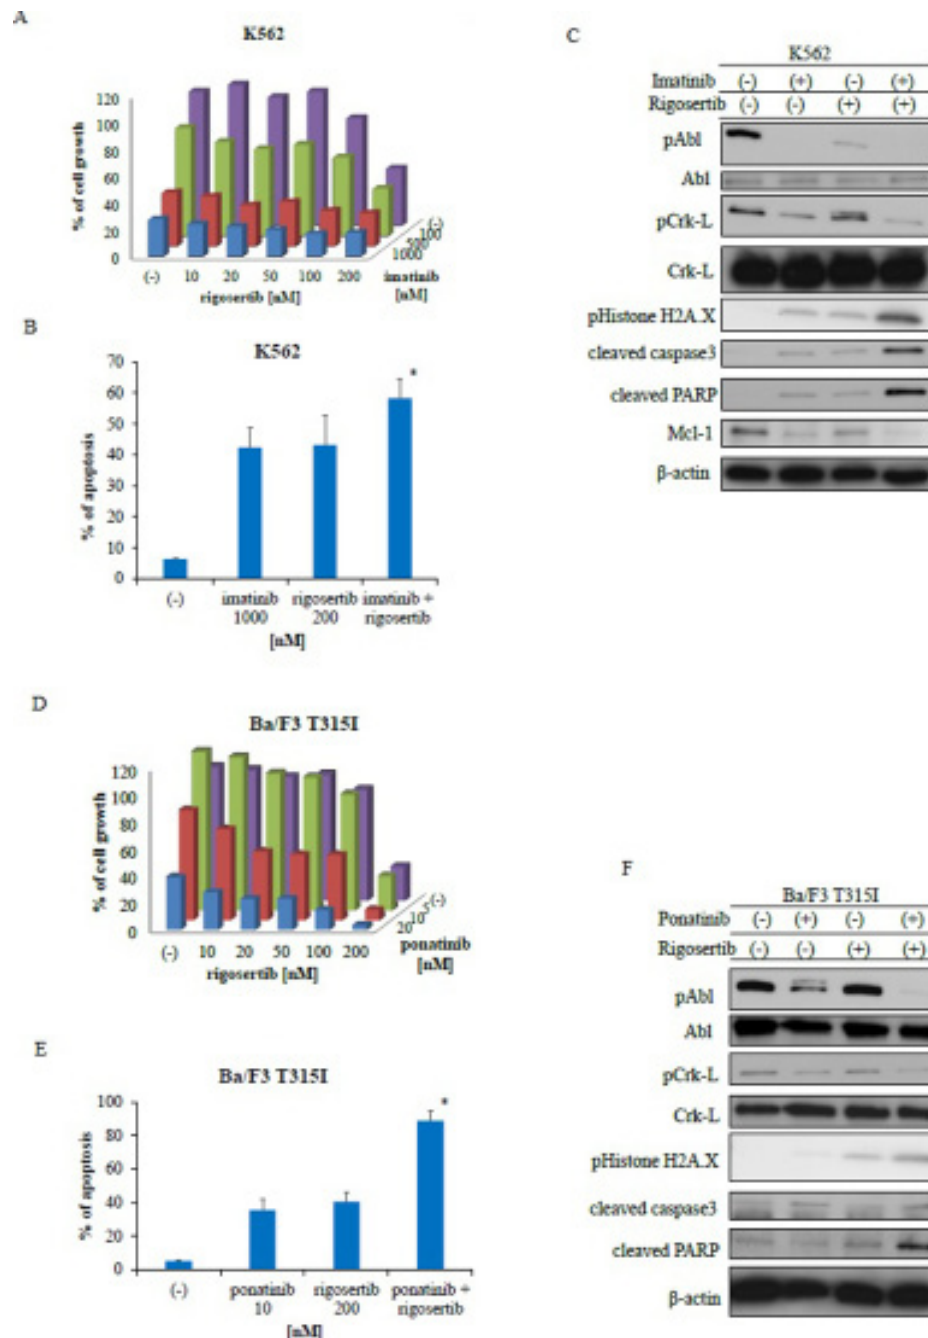 A
K562
% of cell growth
120
100
80
60
40
20
0
(-)
10
20
50
100
200
rigosertib [nM]
(-)
100
500
1000
imatinib
[nM]
B
K562
% of apoptosis
70
60
50
40
30
20
10
0
*
(-)
imatinib
1000
rigosertib
200
imatinib +
rigosertib
[nM]
C
K562
Imatinib (-) (+) (-) (+)
Rigosertib (-) (-) (+) (+)
pAbl
Abl
pCrk-L
Crk-L
pHistone H2A.X
cleaved caspase3
cleaved PARP
Mcl-1
β-actin
D
Ba/F3 T315I
% of cell growth
120
100
80
60
40
20
0
(-)
10
20
50
100
200
rigosertib [nM]
(-)
5
10
20
ponatinib
[nM]
E
Ba/F3 T315I
% of apoptosis
100
80
60
40
20
0
*
(-)
ponatinib
10
rigosertib
200
ponatinib +
rigosertib
[nM]
F
Ba/F3 T315I
Ponatinib (-) (+) (-) (+)
Rigosertib (-) (-) (+) (+)
pAbl
Abl
pCrk-L
Crk-L
pHistone H2A.X
cleaved caspase3
cleaved PARP
β-actin